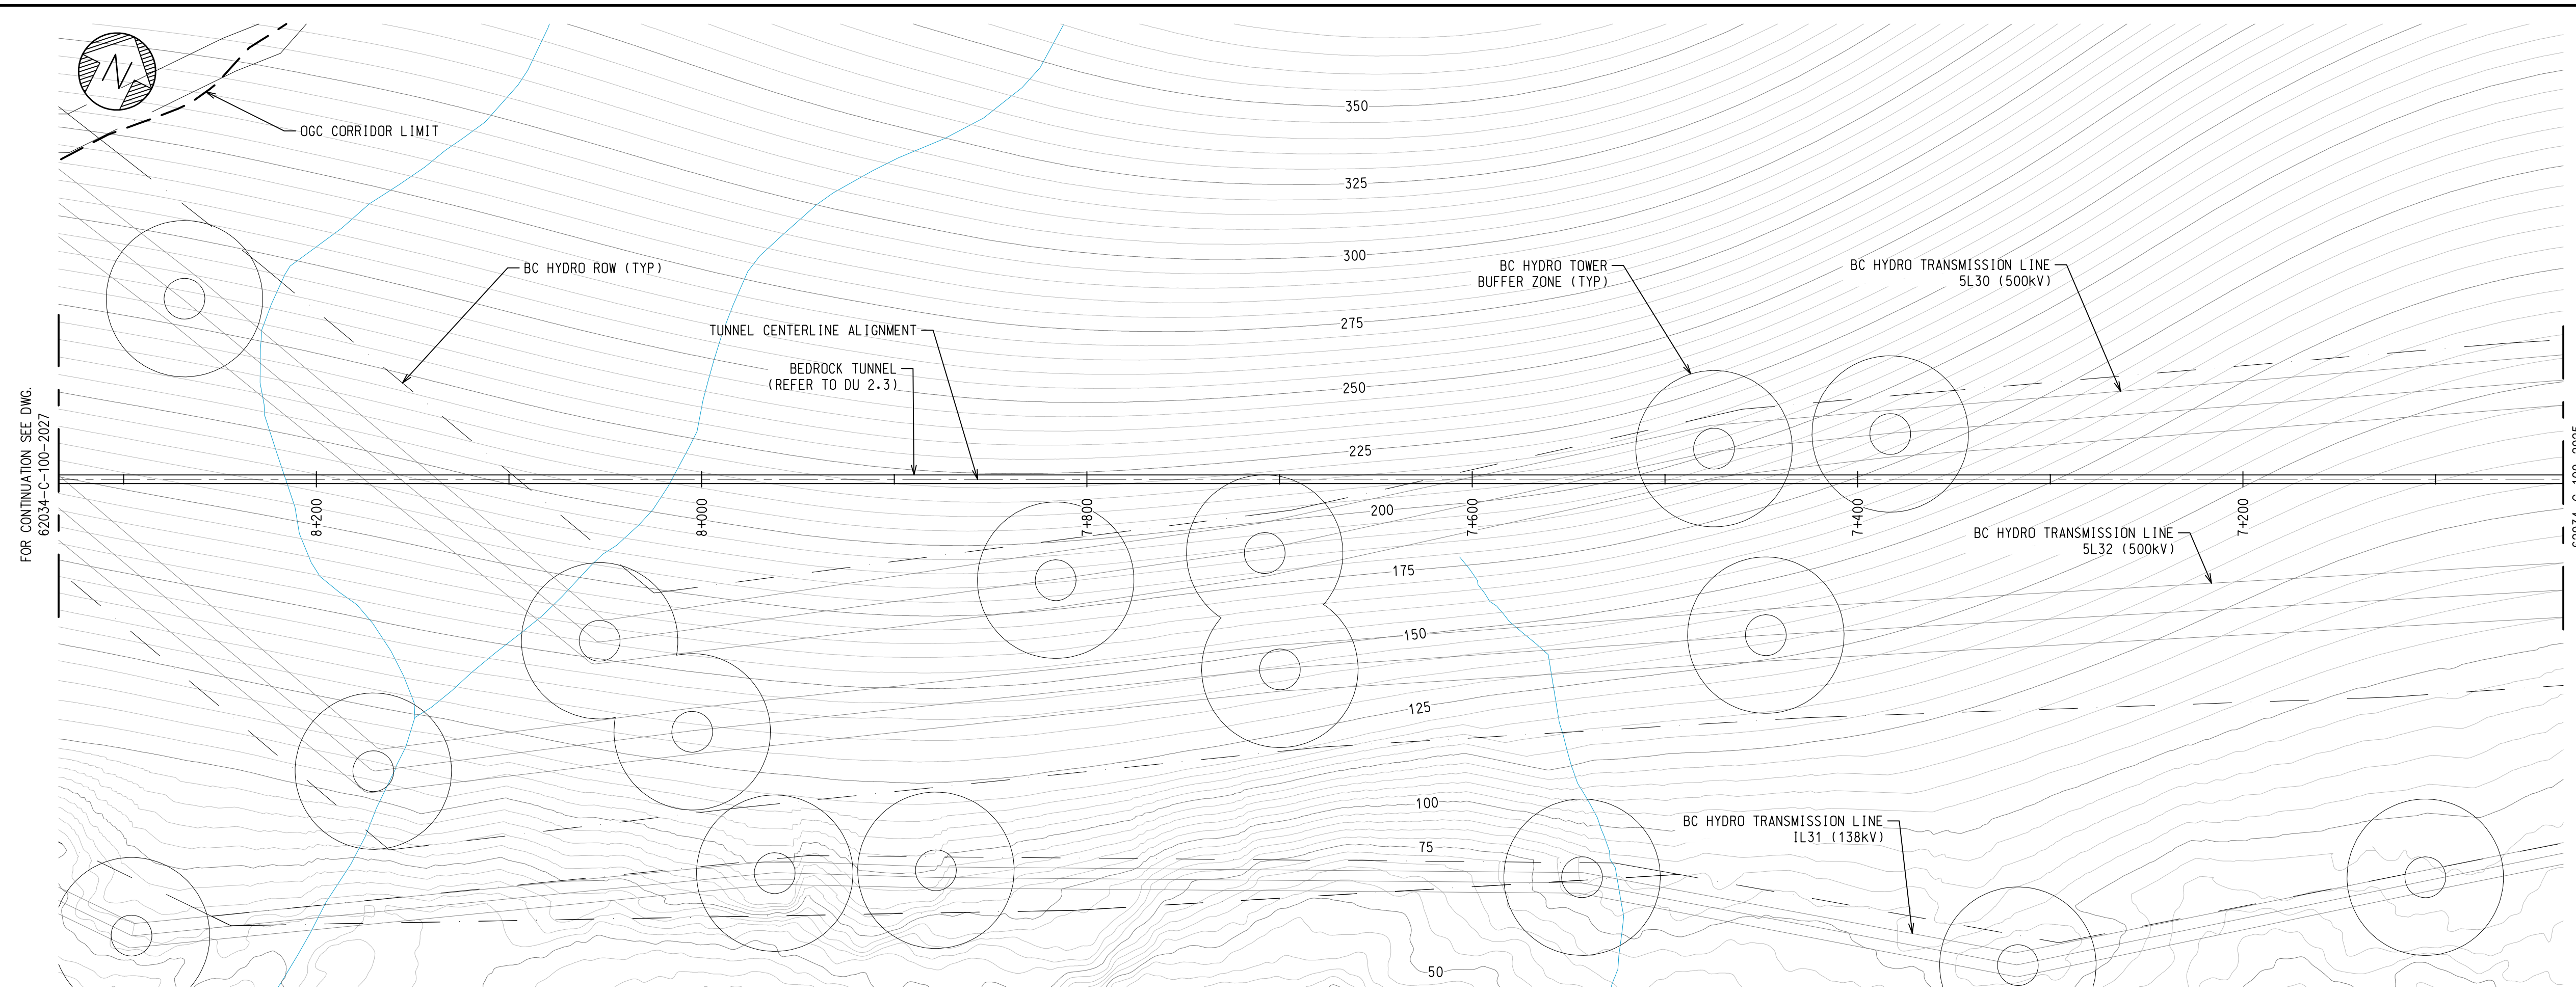 N
OGC CORRIDOR LIMIT
350
325
300
275
250
225
200
175
150
125
100
75
50
BC HYDRO ROW (TYP)
TUNNEL CENTERLINE ALIGNMENT
BEDROCK TUNNEL
(REFER TO DU 2.3)
BC HYDRO TOWER
BUFFER ZONE (TYP)
BC HYDRO TRANSMISSION LINE
5L30 (500kV)
FOR CONTINUATION SEE DWG.
62034-C-100-2027
8+200
8+000
7+800
7+600
7+400
7+200
BC HYDRO TRANSMISSION LINE
5L32 (500kV)
BC HYDRO TRANSMISSION LINE
IL31 (138kV)